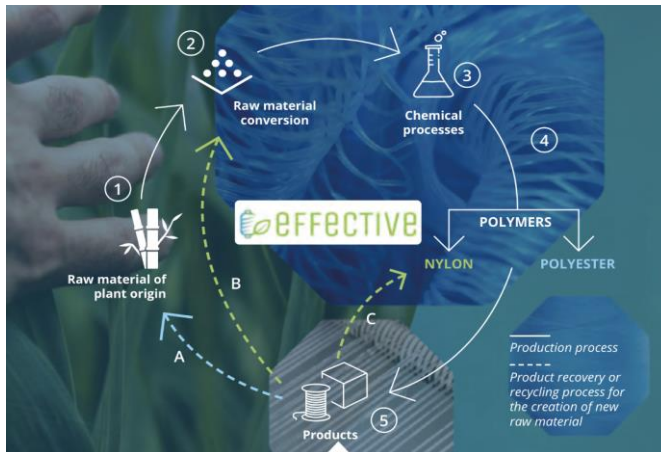 2
Raw material
conversion
3
Chemical
processes
4
1
effective
POLYMERS
NYLON
POLYESTER
Raw material of
plant origin
B
C
A
Production process
Product recovery or
recycling process for
the creation of new
raw material
5
Products